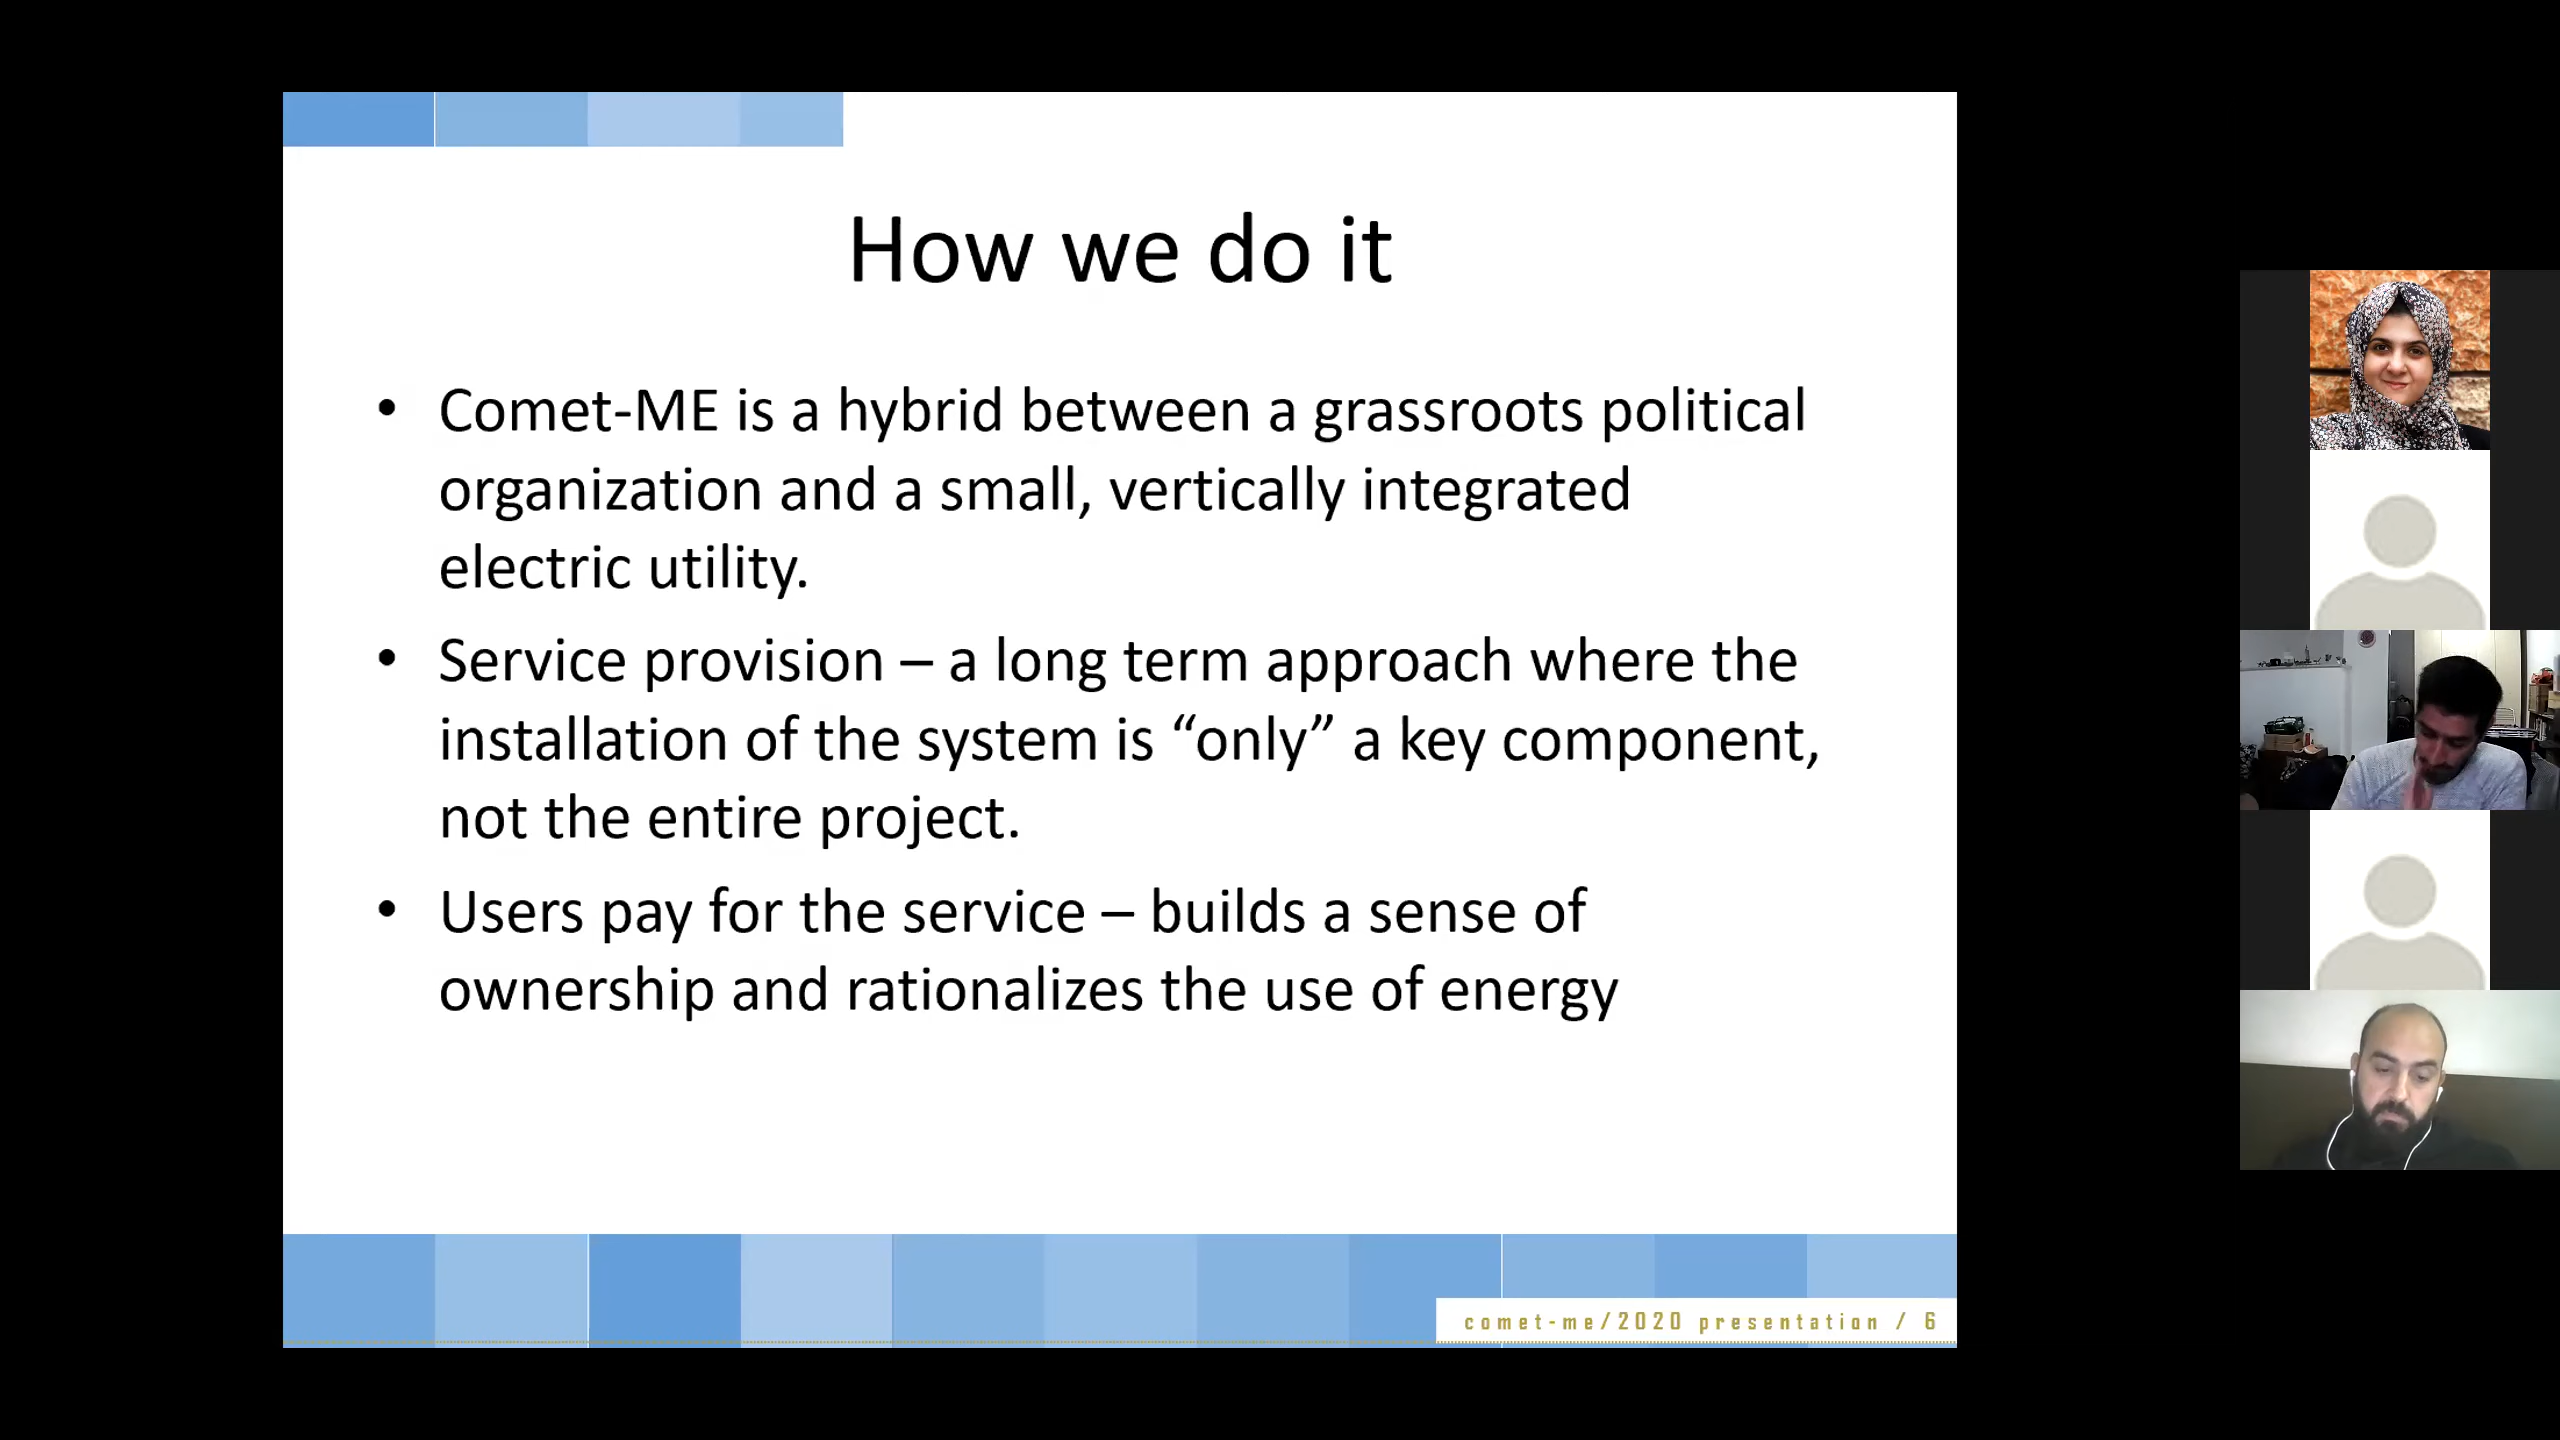 How we do it
• Comet-ME is a hybrid between a grassroots political
organization and a small, vertically integrated
electric utility.
• Service provision – a long term approach where the
installation of the system is “only” a key component,
not the entire project.
• Users pay for the service – builds a sense of
ownership and rationalizes the use of energy
comet-me/2020 presentation / 6